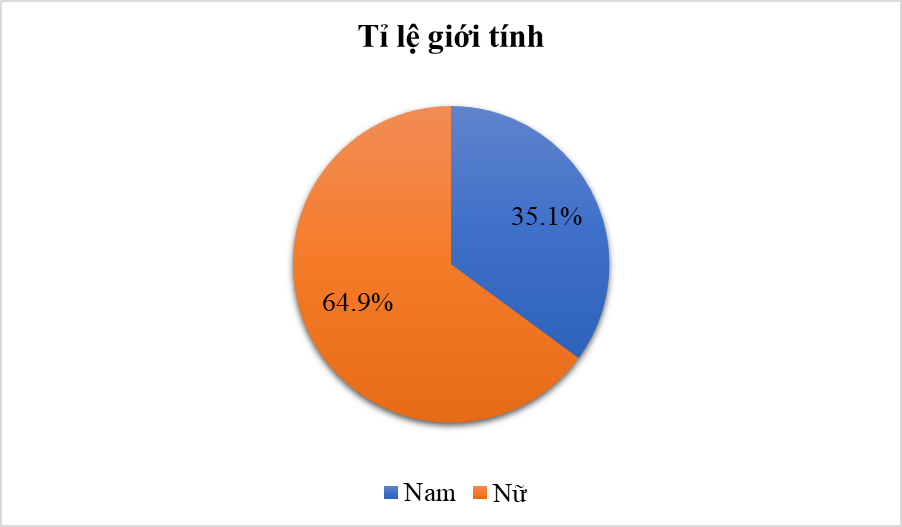 Tỉ lệ giới tính
35.1%
64.9%
Nam Nữ